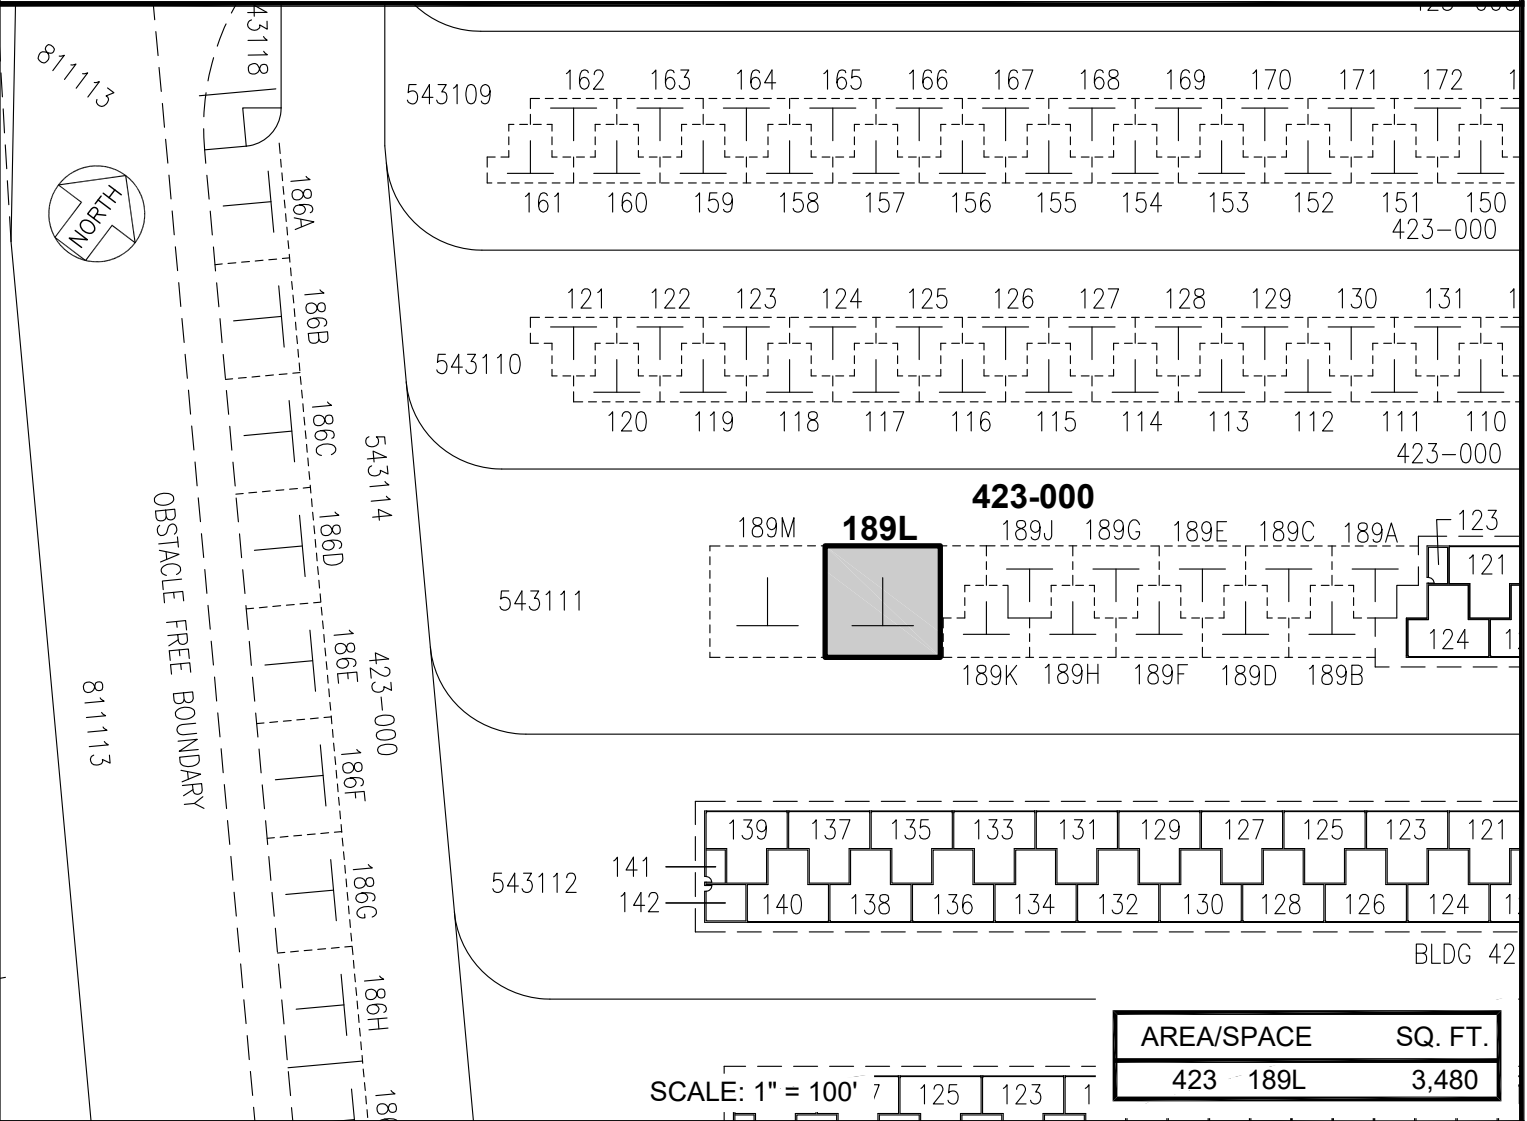 43118
811113
543109
162 163 164 165 166 167 168 169 170 171 172
NORTH
186A
161 160 159 158 157 156 155 154 153 152 151 150
423-000
186B
121 122 123 124 125 126 127 128 129 130 131
543110
186C
120 119 118 117 116 115 114 113 112 111 110
423-000
543114
423-000
189M 189L 189J 189G 189E 189C 189A 123
186D
OBSTACLE FREE BOUNDARY
543111
121
124
186E
189K 189H 189F 189D 189B
423-000
811113
186F
139 137 135 133 131 129 127 125 123 121
141
543112
142
140 138 136 134 132 130 128 126 124
186G
BLDG 42
186H
AREA/SPACE SQ. FT.
423 189L 3,480
SCALE: 1" = 100'
125 123